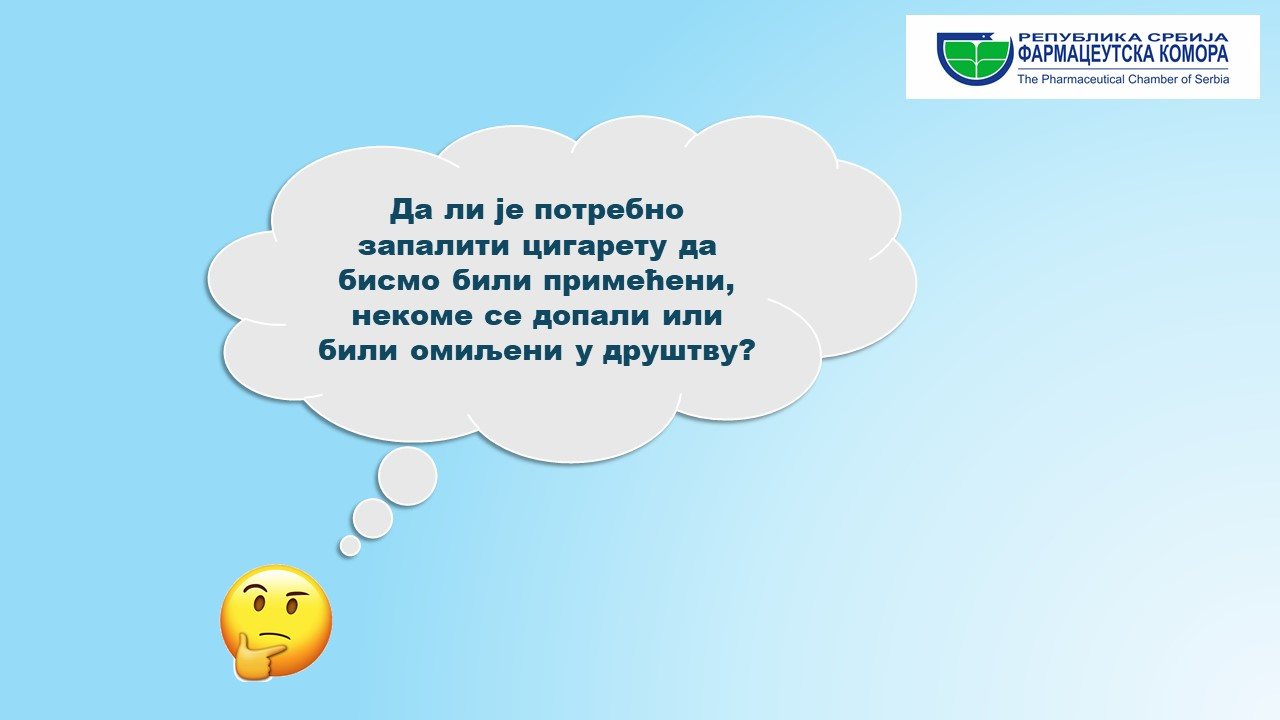 РЕПУБЛИКА СРБИЈА
ФАРМАЦЕУТСКА КОМОРА
The Pharmaceutical Chamber of Serbia
Да ли је потребно
запалити цигарету да
бисмо били примећени,
некоме се допали или
били омиљени у друштву?